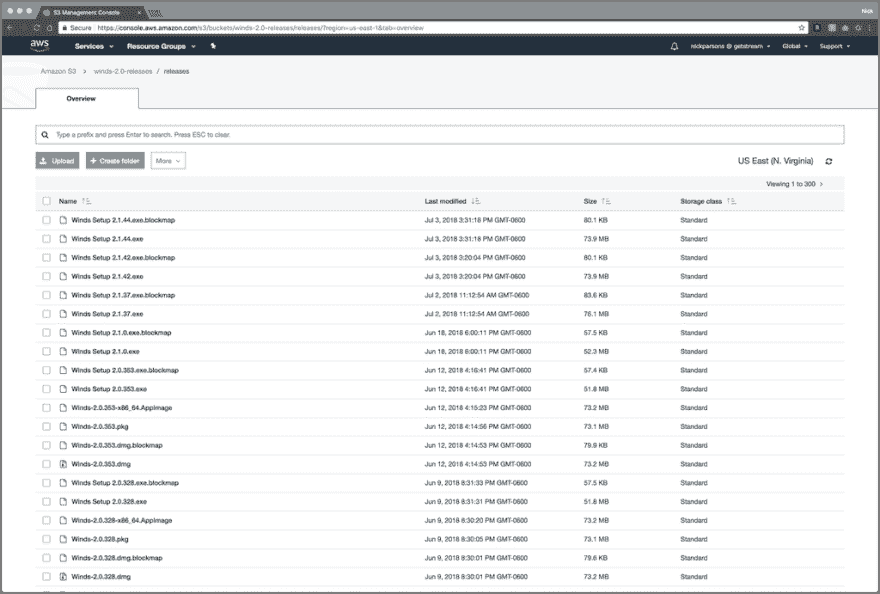 S3 Management Console
Nick
Secure https://console.aws.amazon.com/s3/buckets/winds-2.0-releases/releases/?region=us-east-1&tab=overview
aws Services Resource Groups nickparsons @ getstream Global Support
Amazon S3 > winds-2.0-releases / releases
Overview
Type a prefix and press Enter to search. Press ESC to clear.
Upload + Create folder More US East (N. Virginia)
Viewing 1 to 300 >
Name Last modified Size Storage class
Winds Setup 2.1.44.exe.blockmap Jul 3, 2018 3:31:18 PM GMT-0600 80.1 KB Standard
Winds Setup 2.1.44.exe Jul 3, 2018 3:31:18 PM GMT-0600 73.9 MB Standard
Winds Setup 2.1.42.exe.blockmap Jul 3, 2018 3:20:04 PM GMT-0600 80.1 KB Standard
Winds Setup 2.1.42.exe Jul 3, 2018 3:20:04 PM GMT-0600 73.9 MB Standard
Winds Setup 2.1.37.exe.blockmap Jul 2, 2018 11:12:54 AM GMT-0600 83.6 KB Standard
Winds Setup 2.1.37.exe Jul 2, 2018 11:12:54 AM GMT-0600 76.1 MB Standard
Winds Setup 2.1.0.exe.blockmap Jun 18, 2018 6:00:11 PM GMT-0600 57.5 KB Standard
Winds Setup 2.1.0.exe Jun 18, 2018 6:00:11 PM GMT-0600 52.3 MB Standard
Winds Setup 2.0.353.exe.blockmap Jun 12, 2018 4:16:41 PM GMT-0600 57.4 KB Standard
Winds Setup 2.0.353.exe Jun 12, 2018 4:16:41 PM GMT-0600 51.8 MB Standard
Winds-2.0.353-x86_64.AppImage Jun 12, 2018 4:15:23 PM GMT-0600 73.2 MB Standard
Winds-2.0.353.pkg Jun 12, 2018 4:14:56 PM GMT-0600 73.1 MB Standard
Winds-2.0.353.dmg.blockmap Jun 12, 2018 4:14:53 PM GMT-0600 79.9 KB Standard
Winds-2.0.353.dmg Jun 12, 2018 4:14:53 PM GMT-0600 73.2 MB Standard
Winds Setup 2.0.328.exe.blockmap Jun 9, 2018 8:31:33 PM GMT-0600 57.5 KB Standard
Winds Setup 2.0.328.exe Jun 9, 2018 8:31:31 PM GMT-0600 51.8 MB Standard
Winds-2.0.328-x86_64.AppImage Jun 9, 2018 8:30:20 PM GMT-0600 73.2 MB Standard
Winds-2.0.328.pkg Jun 9, 2018 8:30:05 PM GMT-0600 73.1 MB Standard
Winds-2.0.328.dmg.blockmap Jun 9, 2018 8:30:01 PM GMT-0600 79.6 KB Standard
Winds-2.0.328.dmg Jun 9, 2018 8:30:01 PM GMT-0600 73.2 MB Standard